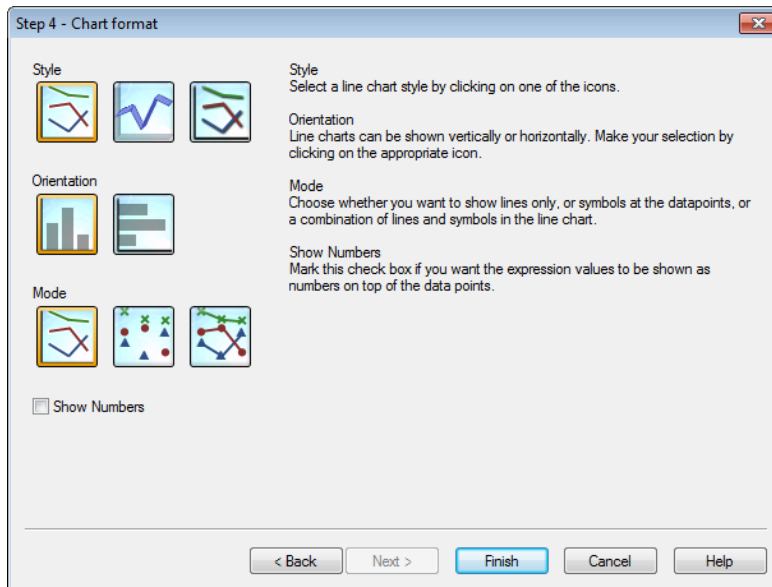 Step 4 - Chart format
Style
Style
Select a line chart style by clicking on one of the icons.
Orientation
Line charts can be shown vertically or horizontally. Make your selection by
clicking on the appropriate icon.
Orientation
Mode
Choose whether you want to show lines only, or symbols at the datapoints, or
a combination of lines and symbols in the line chart.
Show Numbers
Mark this check box if you want the expression values to be shown as
numbers on top of the data points.
Mode
Show Numbers
< Back
Next >
Finish
Cancel
Help